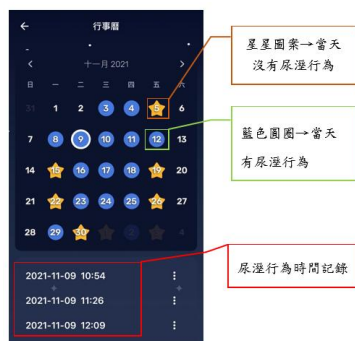 行事曆
十一月 2021
日 一 二 三 四 五 六
31 1 2 3 4 5 6
7 8 9 10 11 12 13
14 15 16 17 18 19 20
21 22 23 24 25 26 27
28 29 30 2 4
2021-11-09 10:54
2021-11-09 11:26
2021-11-09 12:09
星星圖案→當天
沒有尿溼行為
藍色圓圈→當天
有尿溼行為
尿溼行為時間記錄